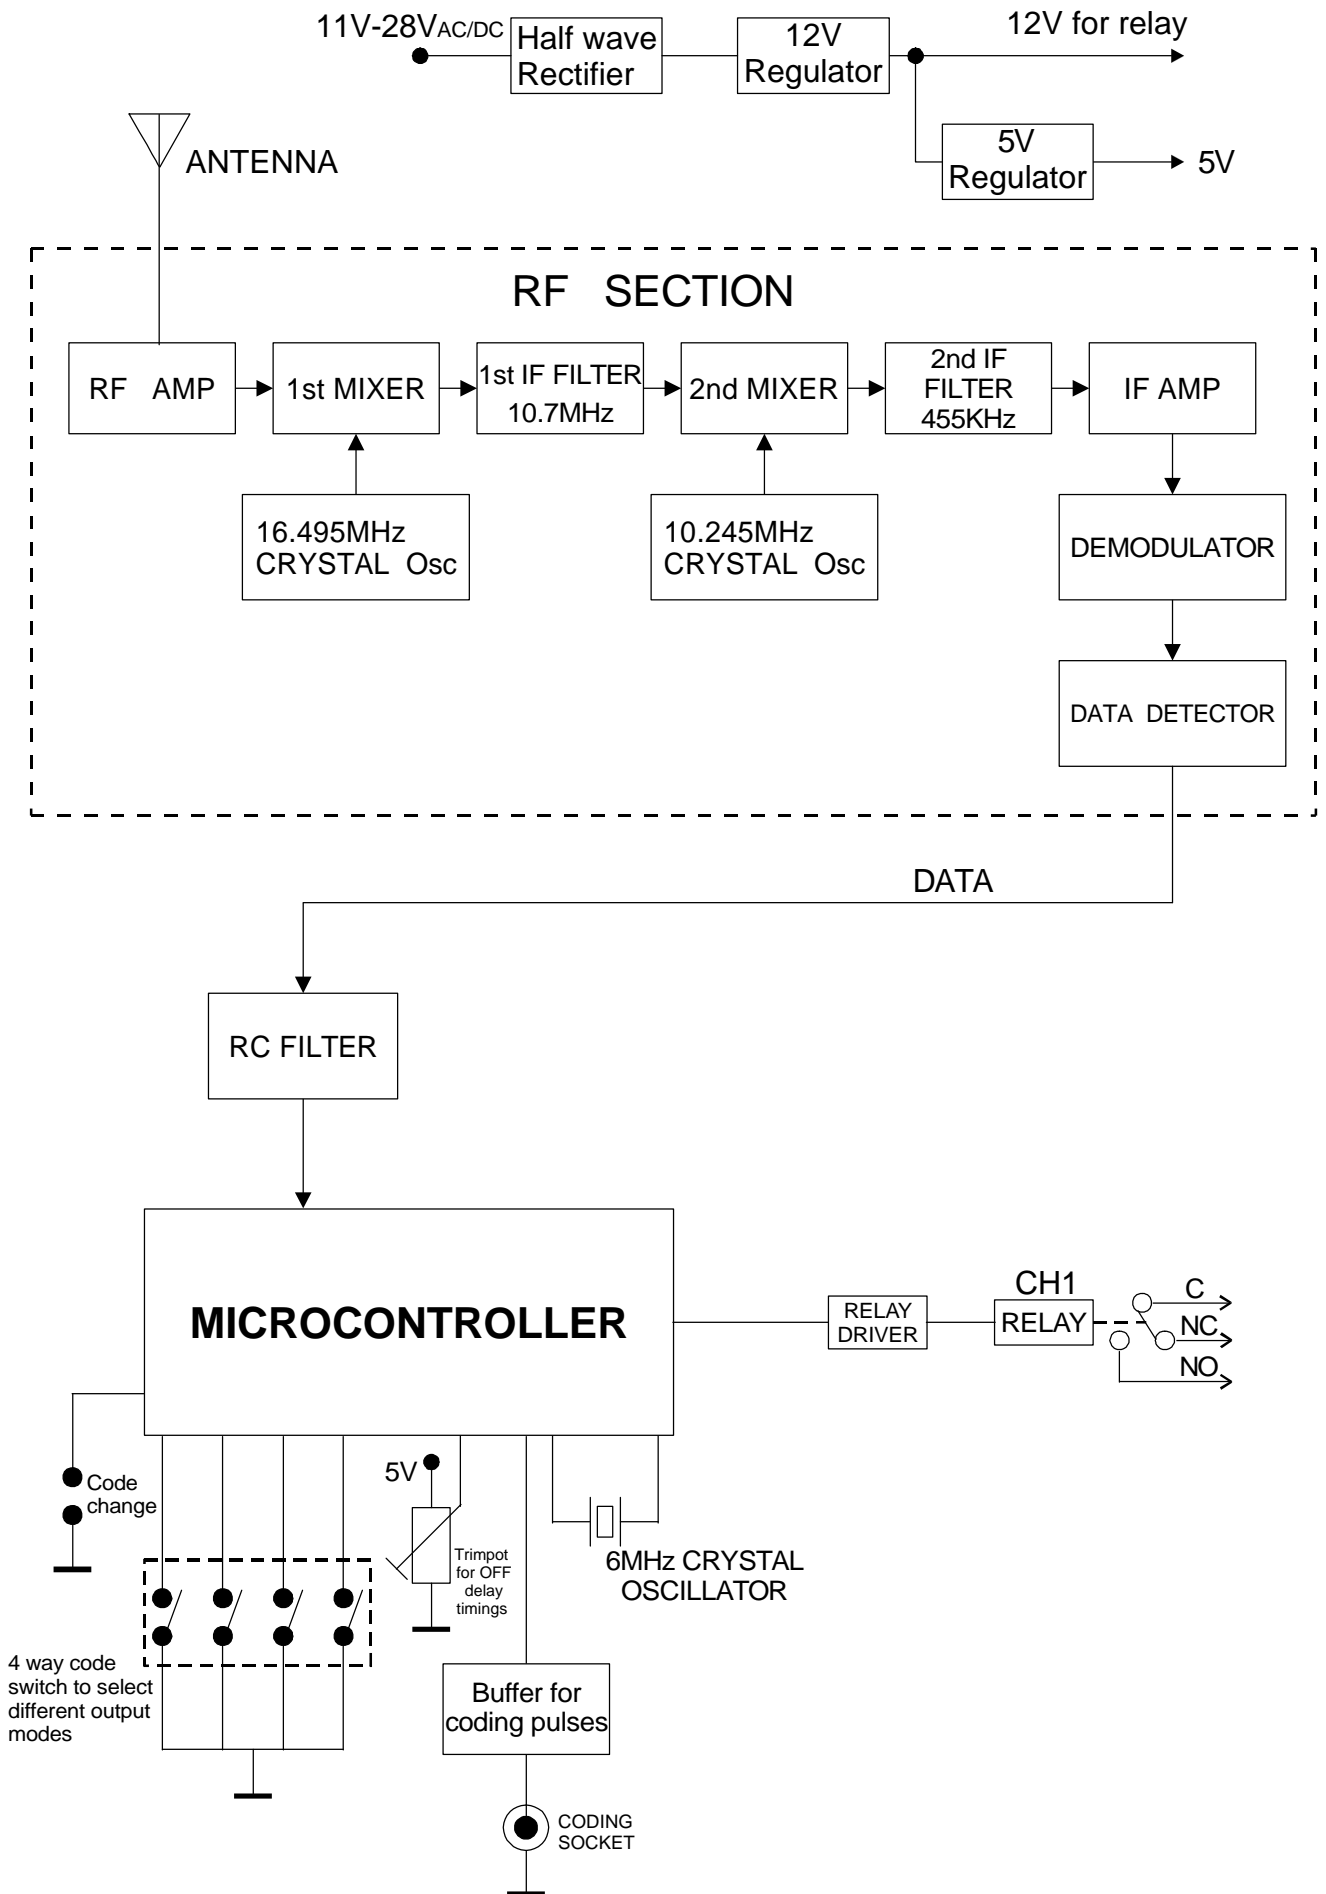 11V-28VAC/DC
Half wave
Rectifier
12V
Regulator
12V for relay
5V
Regulator
5V
ANTENNA
RF SECTION
RF AMP
1st MIXER
1st IF FILTER
10.7MHz
2nd MIXER
2nd IF
FILTER
455KHz
IF AMP
16.495MHz
CRYSTAL Osc
10.245MHz
CRYSTAL Osc
DEMODULATOR
DATA DETECTOR
DATA
RC FILTER
MICROCONTROLLER
RELAY
DRIVER
CH1
RELAY
C
NC
NO
Code
change
5V
Trimpot
for OFF
delay
timings
6MHz CRYSTAL
OSCILLATOR
4 way code
switch to select
different output
modes
Buffer for
coding pulses
CODING
SOCKET